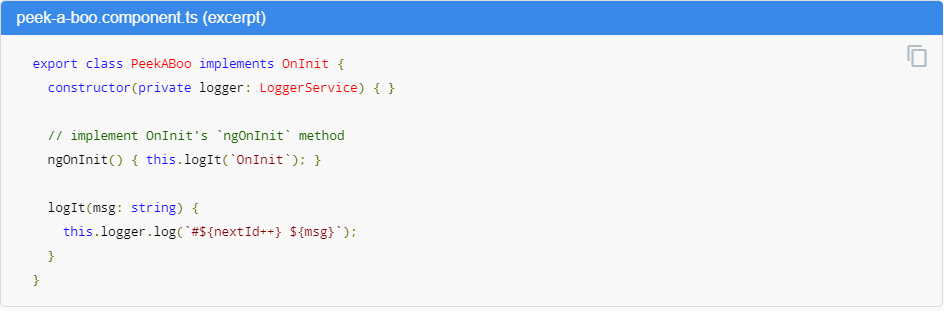 peek-a-boo.component.ts (excerpt)
export class PeekABoo implements OnInit {
constructor(private logger: LoggerService) { }
// implement OnInit's `ngOnInit` method
ngOnInit() { this.logIt(`OnInit`); }
logIt(msg: string) {
this.logger.log(`#${nextId++} ${msg}`);
}
}